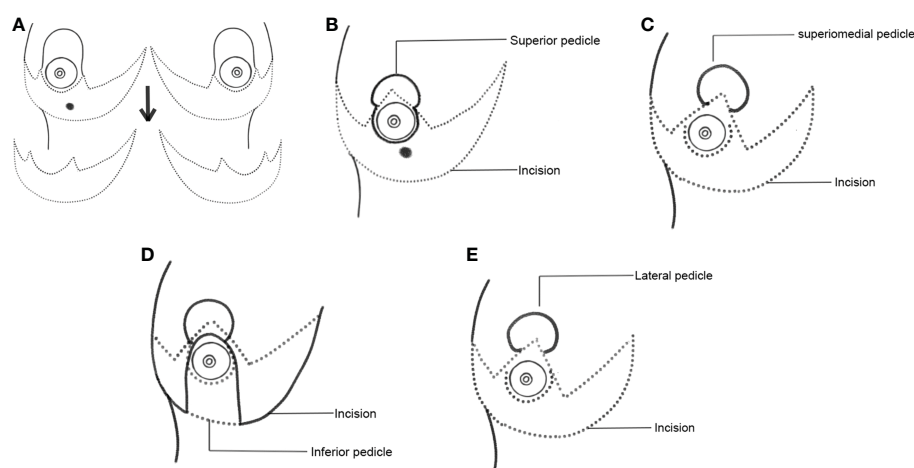 A
B
Superior pedicle
Incision
C
superiomedial pedicle
Incision
D
Incision
Inferior pedicle
E
Lateral pedicle
Incision